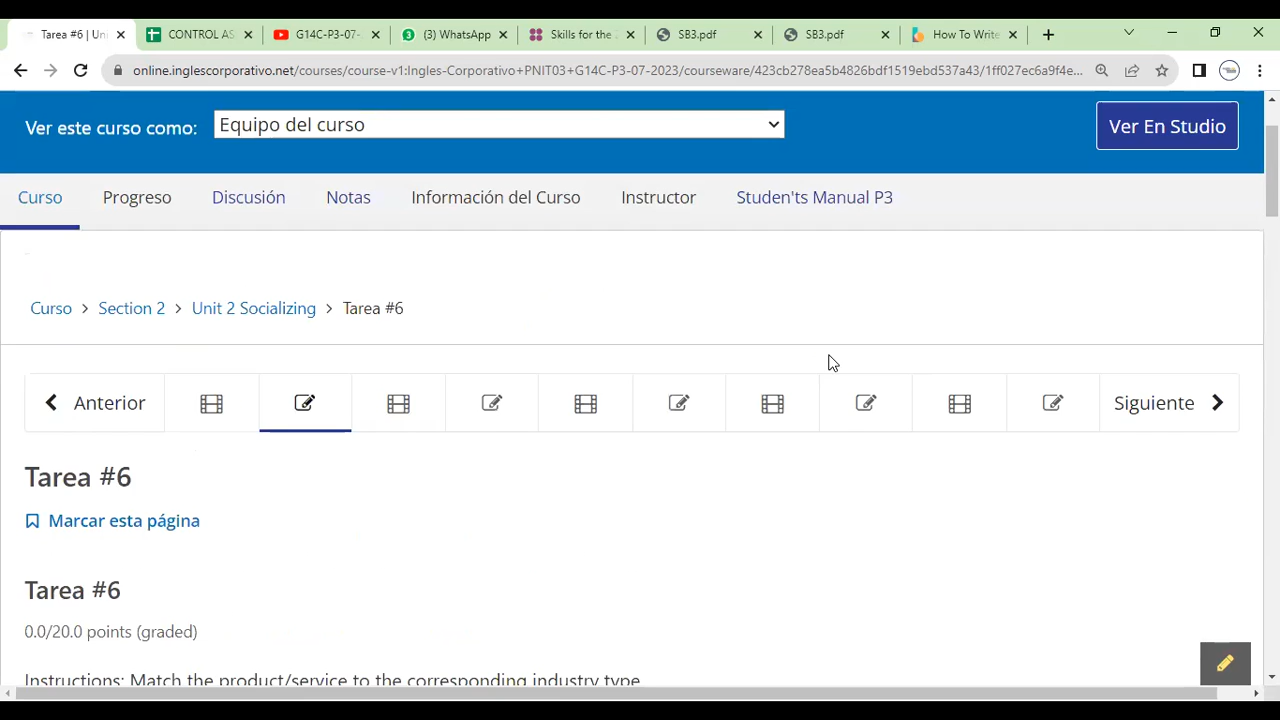 Tarea #6 | Un
CONTROL AS
G14C-P3-07-
(3) WhatsApp
Skills for the 2
SB3.pdf
SB3.pdf
How To Write
online.inglescorporativo.net/courses/course-v1:Ingles-Corporativo+PNIT03+G14C-P3-07-2023/courseware/423cb278ea5b4826bdf1519ebd537a43/1ff027ec6a9f4e...
Ver este curso como:
Equipo del curso
Ver En Studio
Curso
Progreso
Discusión
Notas
Información del Curso
Instructor
Studen'ts Manual P3
Curso > Section 2 > Unit 2 Socializing > Tarea #6
Anterior
Siguiente
Tarea #6
Marcar esta página
Tarea #6
0.0/20.0 points (graded)
Instructions: Match the product/service to the corresponding industry type